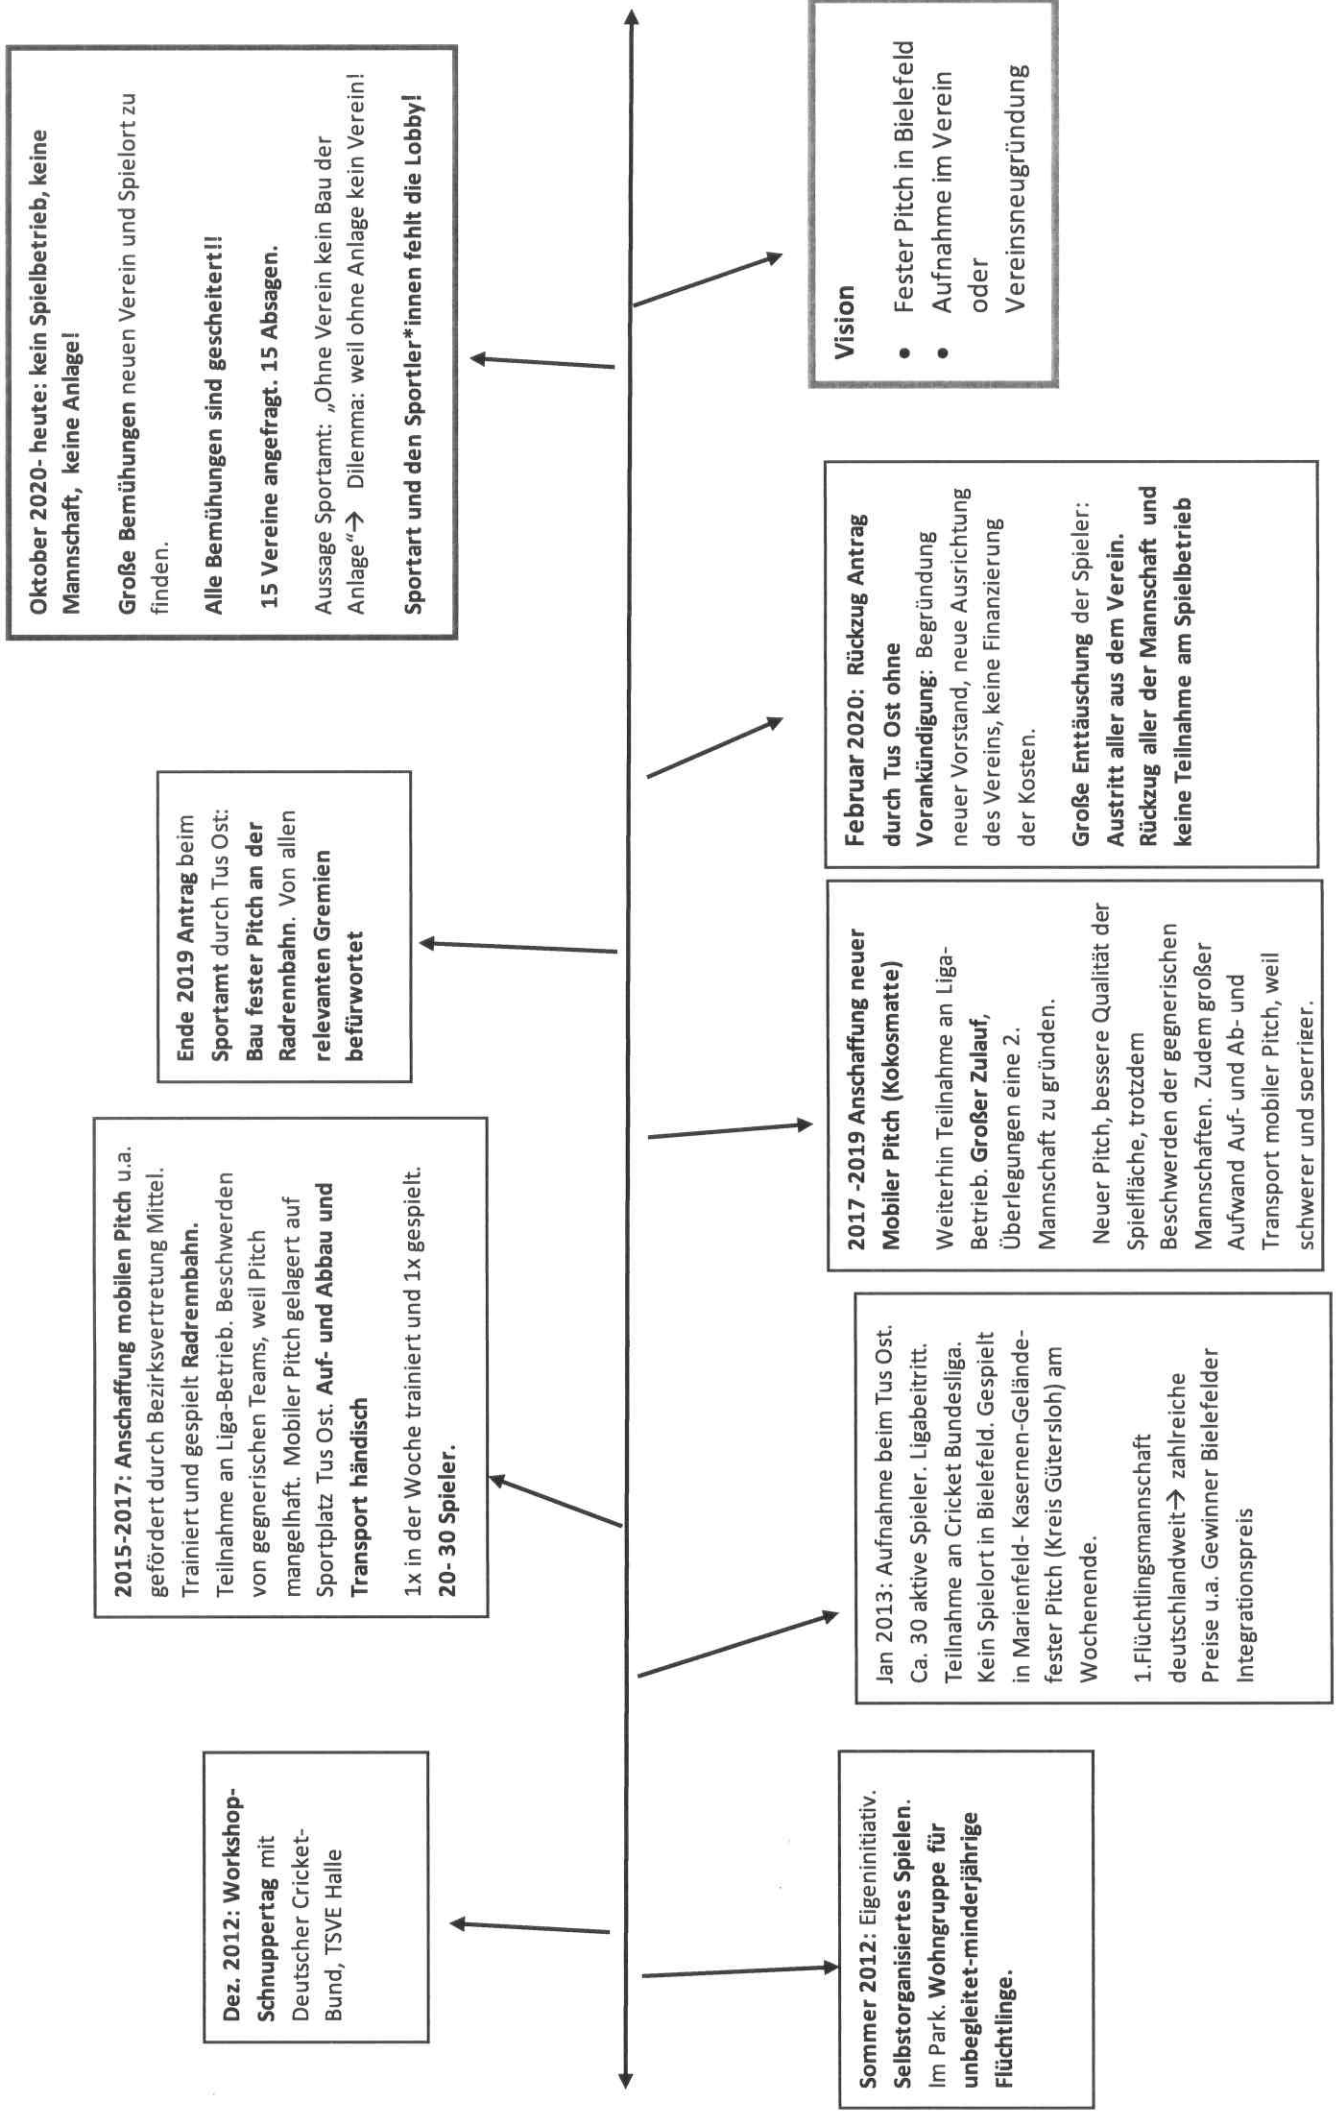 Dez. 2012: Workshop-
Schnuppertag mit
Deutscher Cricket-
Bund, TSVE Halle
2015-2017: Anschaffung mobilen Pitch u.a.
gefördert durch Bezirksvertretung Mittel.
Trainiert und gespielt Radrennbahn.
Teilnahme an Liga-Betrieb. Beschwerden
von gegnerischen Teams, weil Pitch
mangelhaft. Mobiler Pitch gelagert auf
Sportplatz Tus Ost. Auf- und Abbau und
Transport händisch
1x in der Woche trainiert und 1x gespielt.
20- 30 Spieler.
Ende 2019 Antrag beim
Sportamt durch Tus Ost:
Bau fester Pitch an der
Radrennbahn. Von allen
relevanten Gremien
befürwortet
Oktober 2020- heute: kein Spielbetrieb, keine
Mannschaft, keine Anlage!
Große Bemühungen neuen Verein und Spielort zu
finden.
Alle Bemühungen sind gescheitert!!
15 Vereine angefragt. 15 Absagen.
Aussage Sportamt: „Ohne Verein kein Bau der
Anlage“→ Dilemma: weil ohne Anlage kein Verein!
Sportart und den Sportler*innen fehlt die Lobby!
Sommer 2012: Eigeninitiativ.
Selbstorganisiertes Spielen.
Im Park. Wohngruppe für
unbegleitet-minderjährige
Flüchtlinge.
Jan 2013: Aufnahme beim Tus Ost.
Ca. 30 aktive Spieler. Ligabeitritt.
Teilnahme an Cricket Bundesliga.
Kein Spielort in Bielefeld. Gespielt
in Marienfeld- Kasernen-Gelände-
fester Pitch (Kreis Gütersloh) am
Wochenende.
1.Flüchtlingsmannschaft
deutschlandweit→ zahlreiche
Preise u.a. Gewinner Bielefelder
Integrationspreis
2017 -2019 Anschaffung neuer
Mobiler Pitch (Kokosmatte)
Weiterhin Teilnahme an Liga-
Betrieb. Großer Zulauf,
Überlegungen eine 2.
Mannschaft zu gründen.
Neuer Pitch, bessere Qualität der
Spielfläche, trotzdem
Beschwerden der gegnerischen
Mannschaften. Zudem großer
Aufwand Auf- und Ab- und
Transport mobiler Pitch, weil
schwerer und sperriger.
Februar 2020: Rückzug Antrag
durch Tus Ost ohne
Vorankündigung: Begründung
neuer Vorstand, neue Ausrichtung
des Vereins, keine Finanzierung
der Kosten.
Große Enttäuschung der Spieler:
Austritt aller aus dem Verein.
Rückzug aller der Mannschaft und
keine Teilnahme am Spielbetrieb
Vision
• Fester Pitch in Bielefeld
• Aufnahme im Verein
oder
Vereinsneugründung